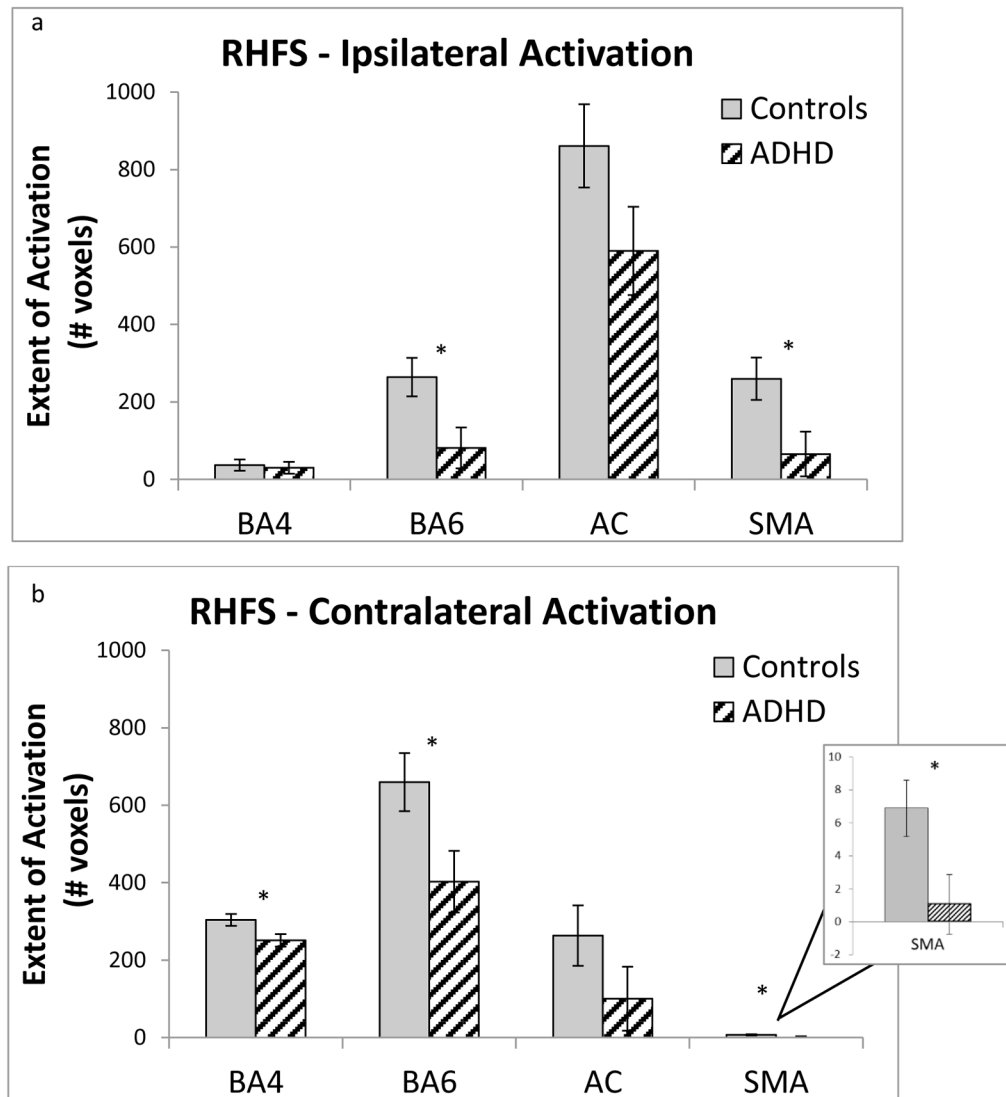 a
RHFS - Ipsilateral Activation
Extent of Activation
(# voxels)
1000
800
600
400
200
0
Controls
ADHD
*
*
BA4 BA6 AC SMA
b
RHFS - Contralateral Activation
Extent of Activation
(# voxels)
1000
800
600
400
200
0
Controls
ADHD
*
*
*
BA4 BA6 AC SMA
10
8
6
4
2
0
-2
*
SMA